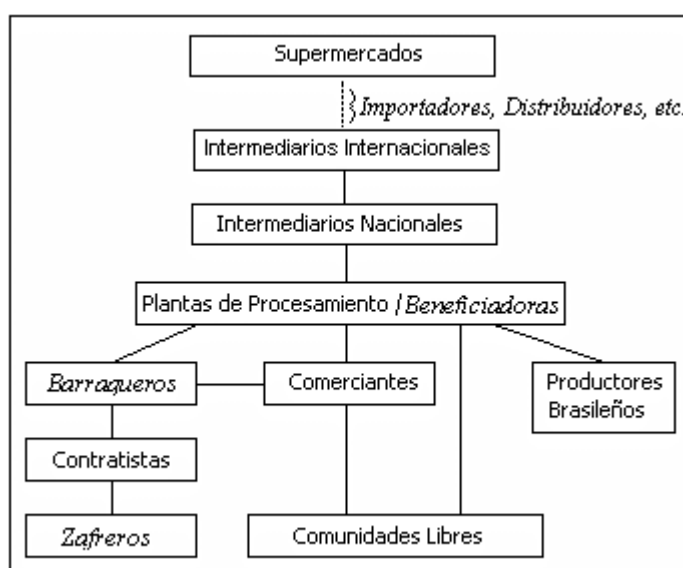 Supermercados
Importadores, Distribuidores, etc.
Intermediarios Internacionales
Intermediarios Nacionales
Plantas de Procesamiento / Beneficiadoras
Barraqueros
Comerciantes
Productores
Brasileños
Contratistas
Zafreros
Comunidades Libres